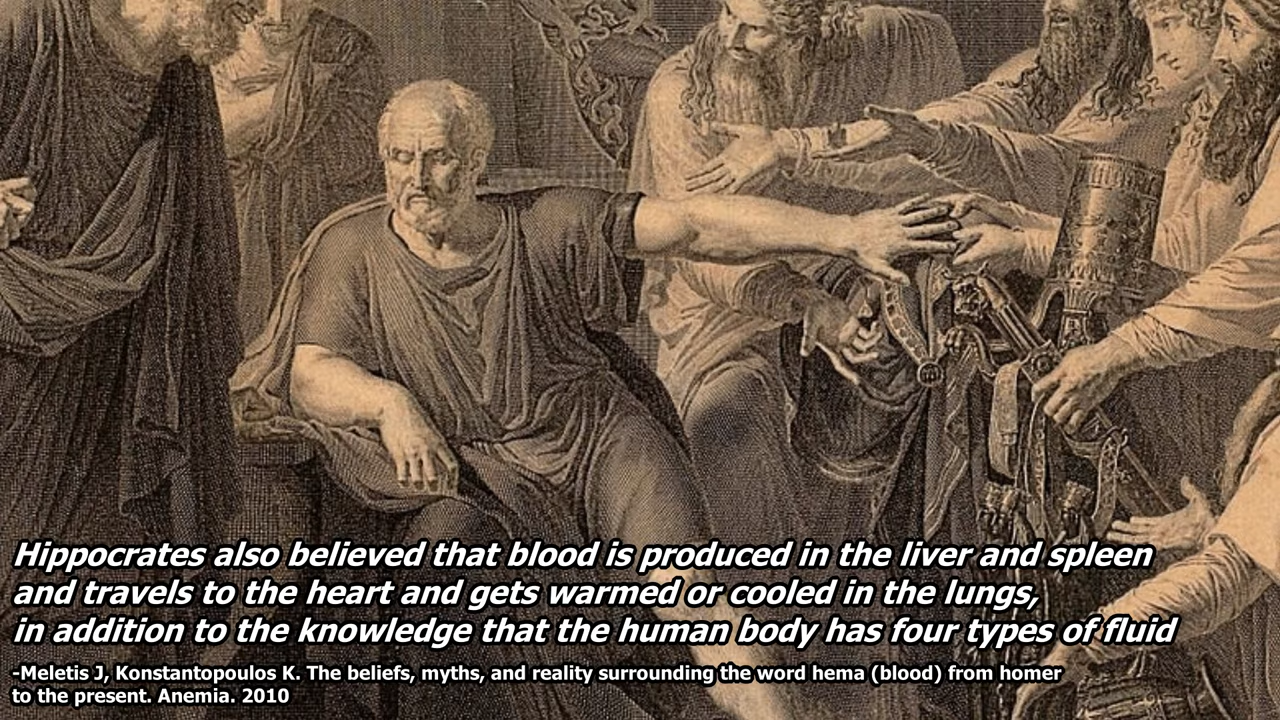 Hippocrates also believed that blood is produced in the liver and spleen
and travels to the heart and gets warmed or cooled in the lungs,
in addition to the knowledge that the human body has four types of fluid
-Meletis J, Konstantopoulos K. The beliefs, myths, and reality surrounding the word hema (blood) from homer
to the present. Anemia. 2010